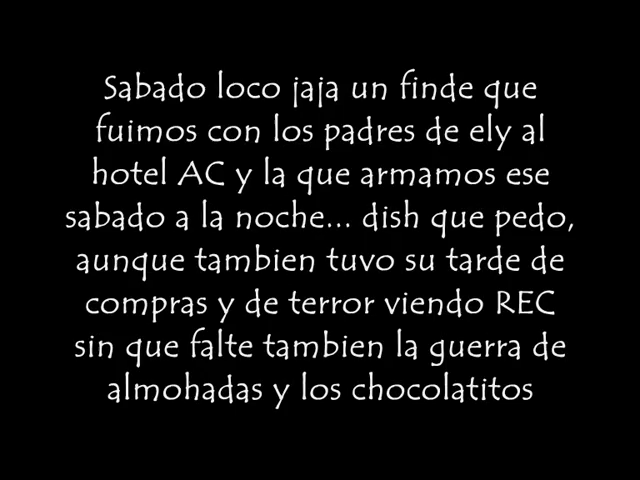 Sabado loco jaja un finde que
fuimos con los padres de ely al
hotel AC y la que armamos ese
sabado a la noche... dish que pedo,
aunque tambien tuvo su tarde de
compras y de terror viendo REC
sin que falte tambien la guerra de
almohadas y los chocolatitos